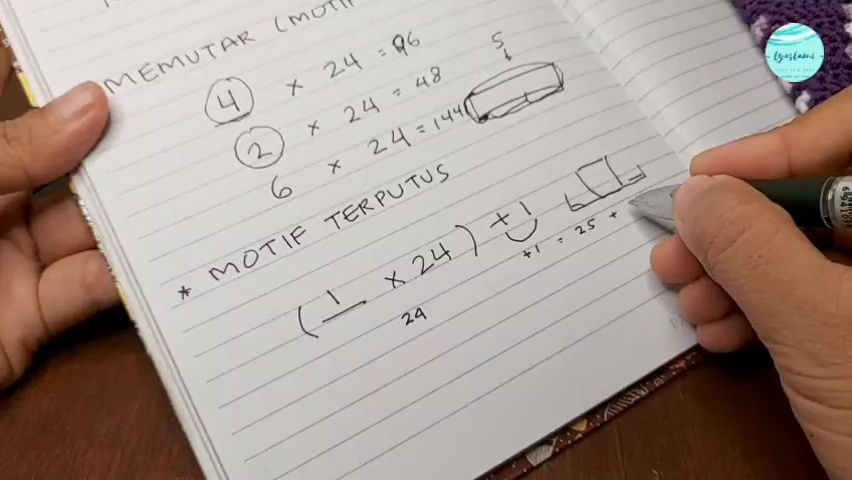 MEMUTAR (MOTIF
4 x 24 = 96
2 x 24 = 48
6 x 24 = 144
5
* MOTIF TERPUTUS
(1 x 24) + 1
24 +1 = 25 +